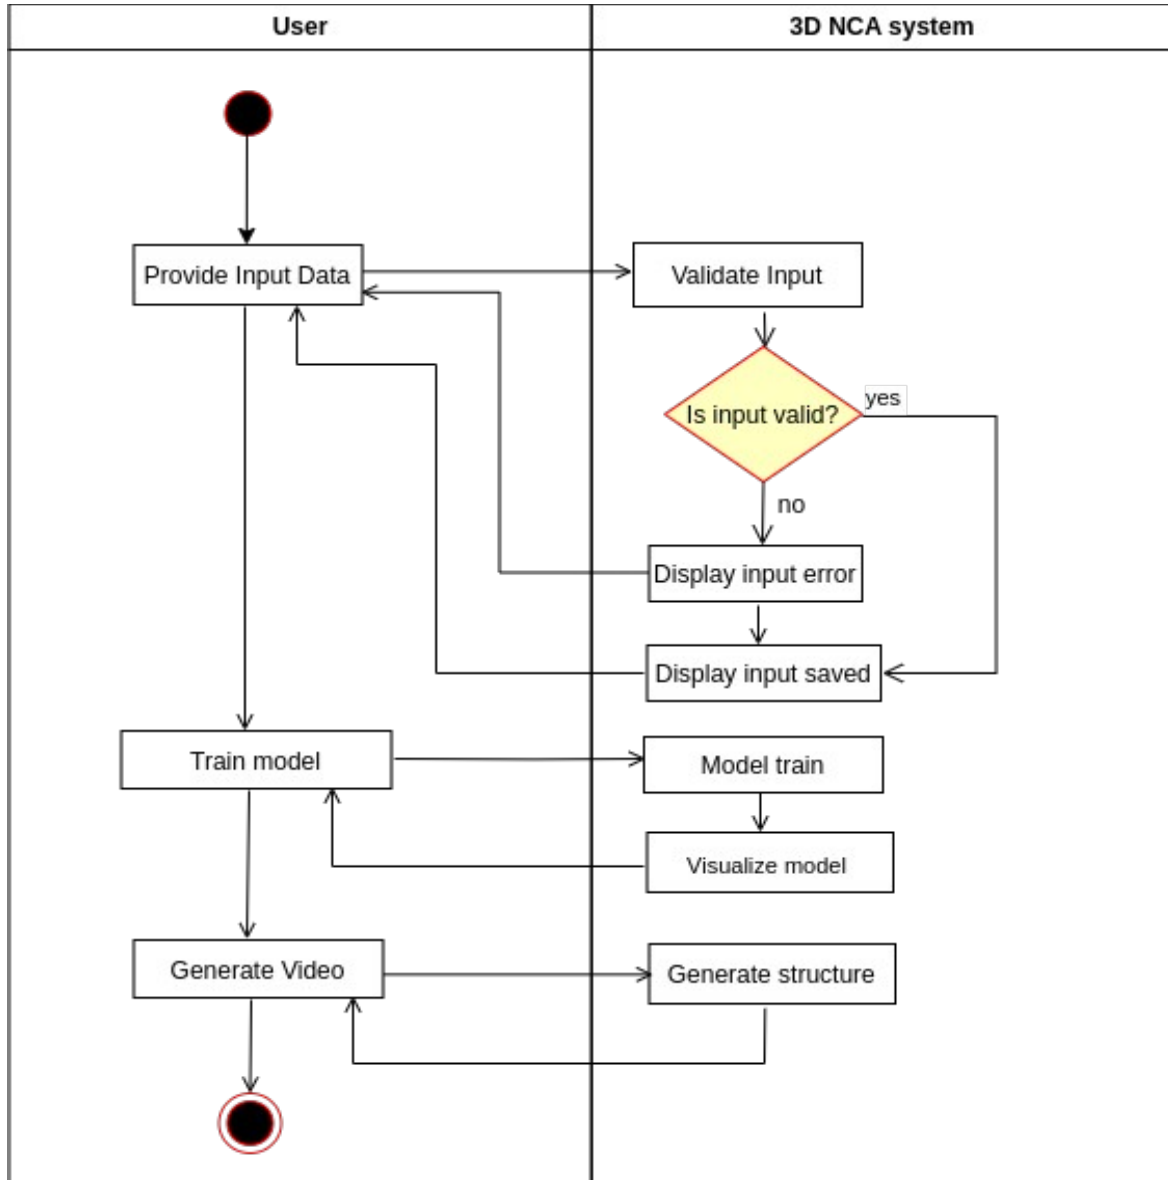 User
3D NCA system
Provide Input Data
Validate Input
Is input valid?
yes
no
Display input error
Display input saved
Train model
Model train
Visualize model
Generate Video
Generate structure